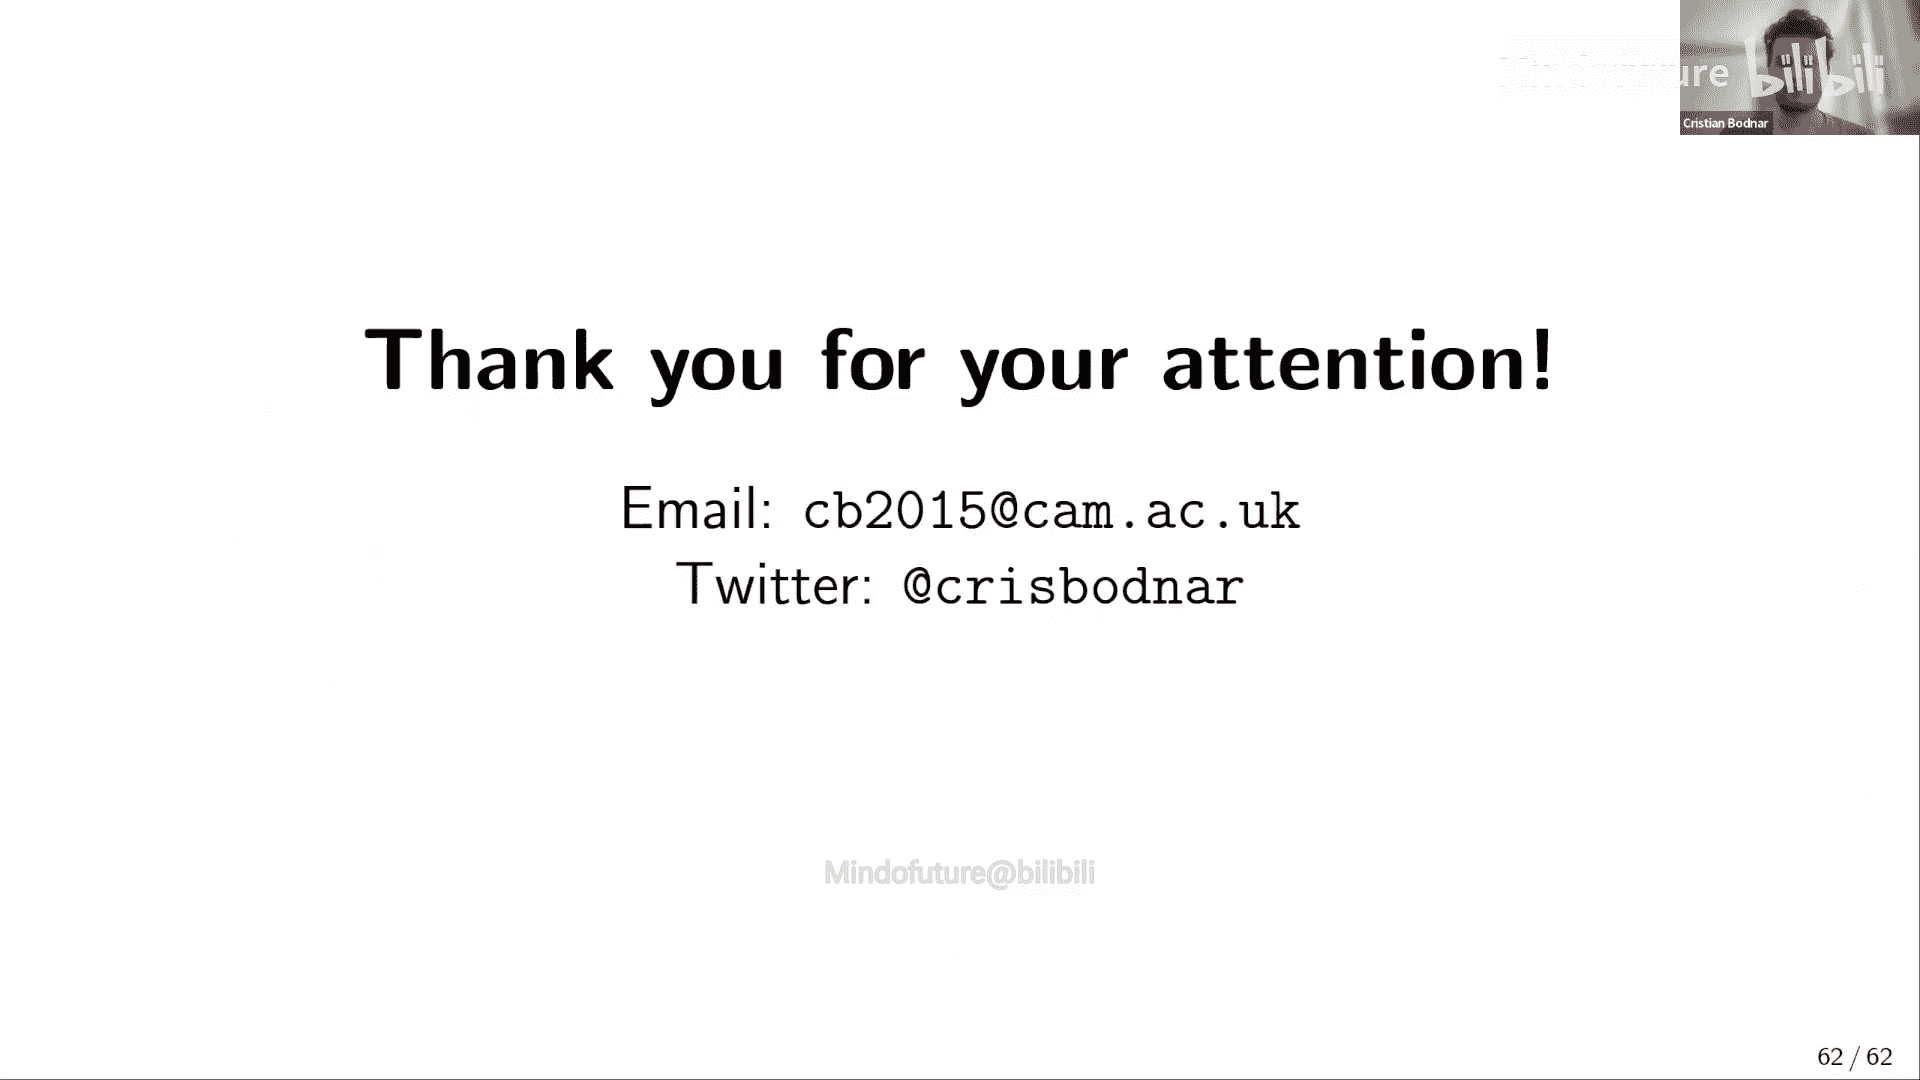 bilibili
Cristian Bodnar
Thank you for your attention!
Email: cb2015@cam.ac.uk
Twitter: @crisbodnar
Mindofuture@bilibili
62 / 62